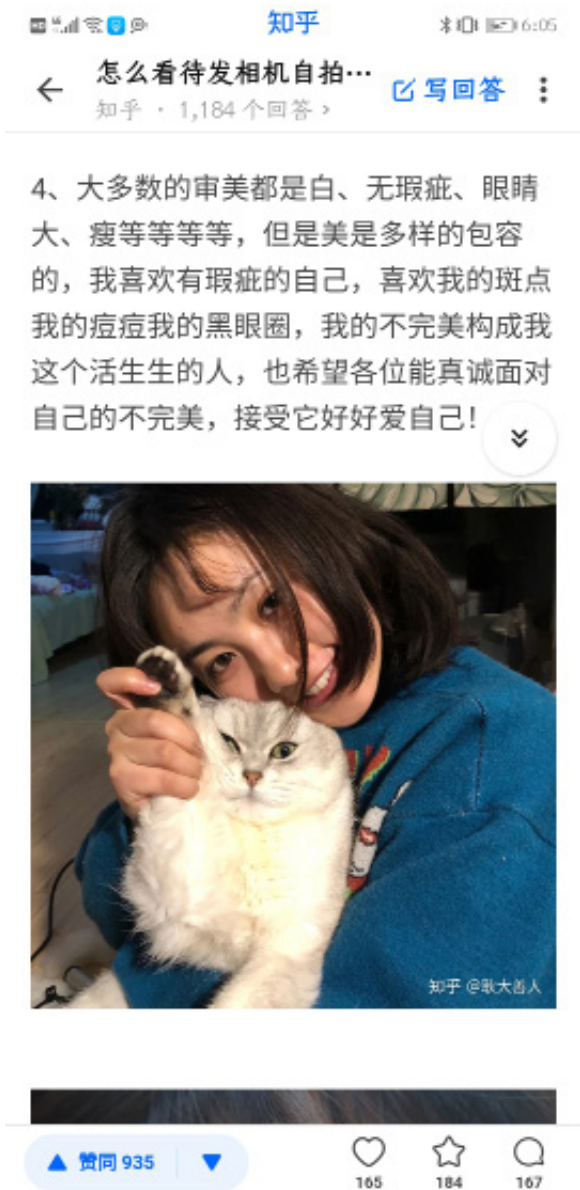 知乎
6:05
怎么看待发相机自拍…
知乎 · 1,184 个回答 >
写回答
4、大多数的审美都是白、无瑕疵、眼睛
大、瘦等等等等，但是美是多样的包容
的，我喜欢有瑕疵的自己，喜欢我的斑点
我的痘痘我的黑眼圈，我的不完美构成我
这个活生生的人，也希望各位能真诚面对
自己的不完美，接受它好好爱自己！
知乎 @耿大善人
赞同 935
165
184
167